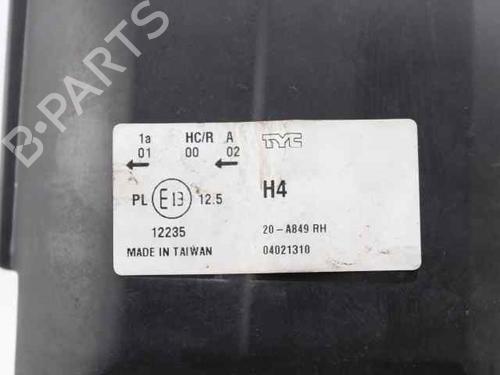 1a HC/R A TYC
01 00 02
PL E13 12.5 H4
12235 20-A849 RH
MADE IN TAIWAN 04021310
B-PARTS